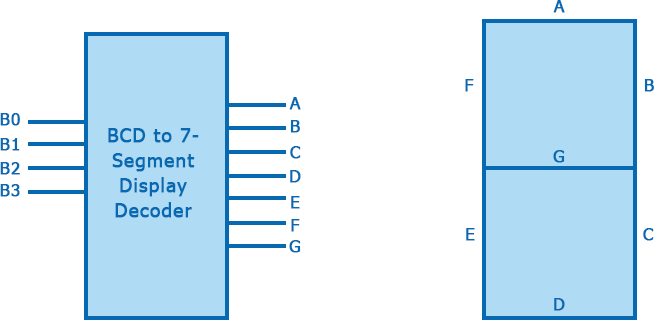 B0
B1
B2
B3
BCD to 7-
Segment
Display
Decoder
A
B
C
D
E
F
G
A
F
B
G
E
C
D